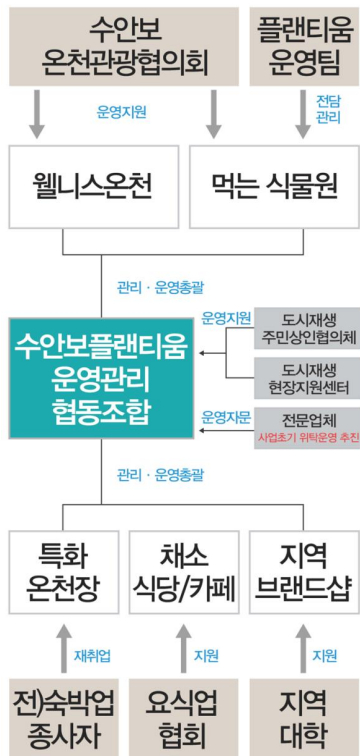 수안보
온천관광협의회
플랜티움
운영팀
운영지원
전담
관리
웰니스온천
먹는 식물원
관리 · 운영총괄
수안보플랜티움
운영관리
협동조합
운영지원
도시재생
주민상인협의체
도시재생
현장지원센터
운영자문
전문업체
사업초기 위탁운영 추진
관리 · 운영총괄
특화
온천장
채소
식당/카페
지역
브랜드샵
재취업
지원
지원
전)숙박업
종사자
요식업
협회
지역
대학